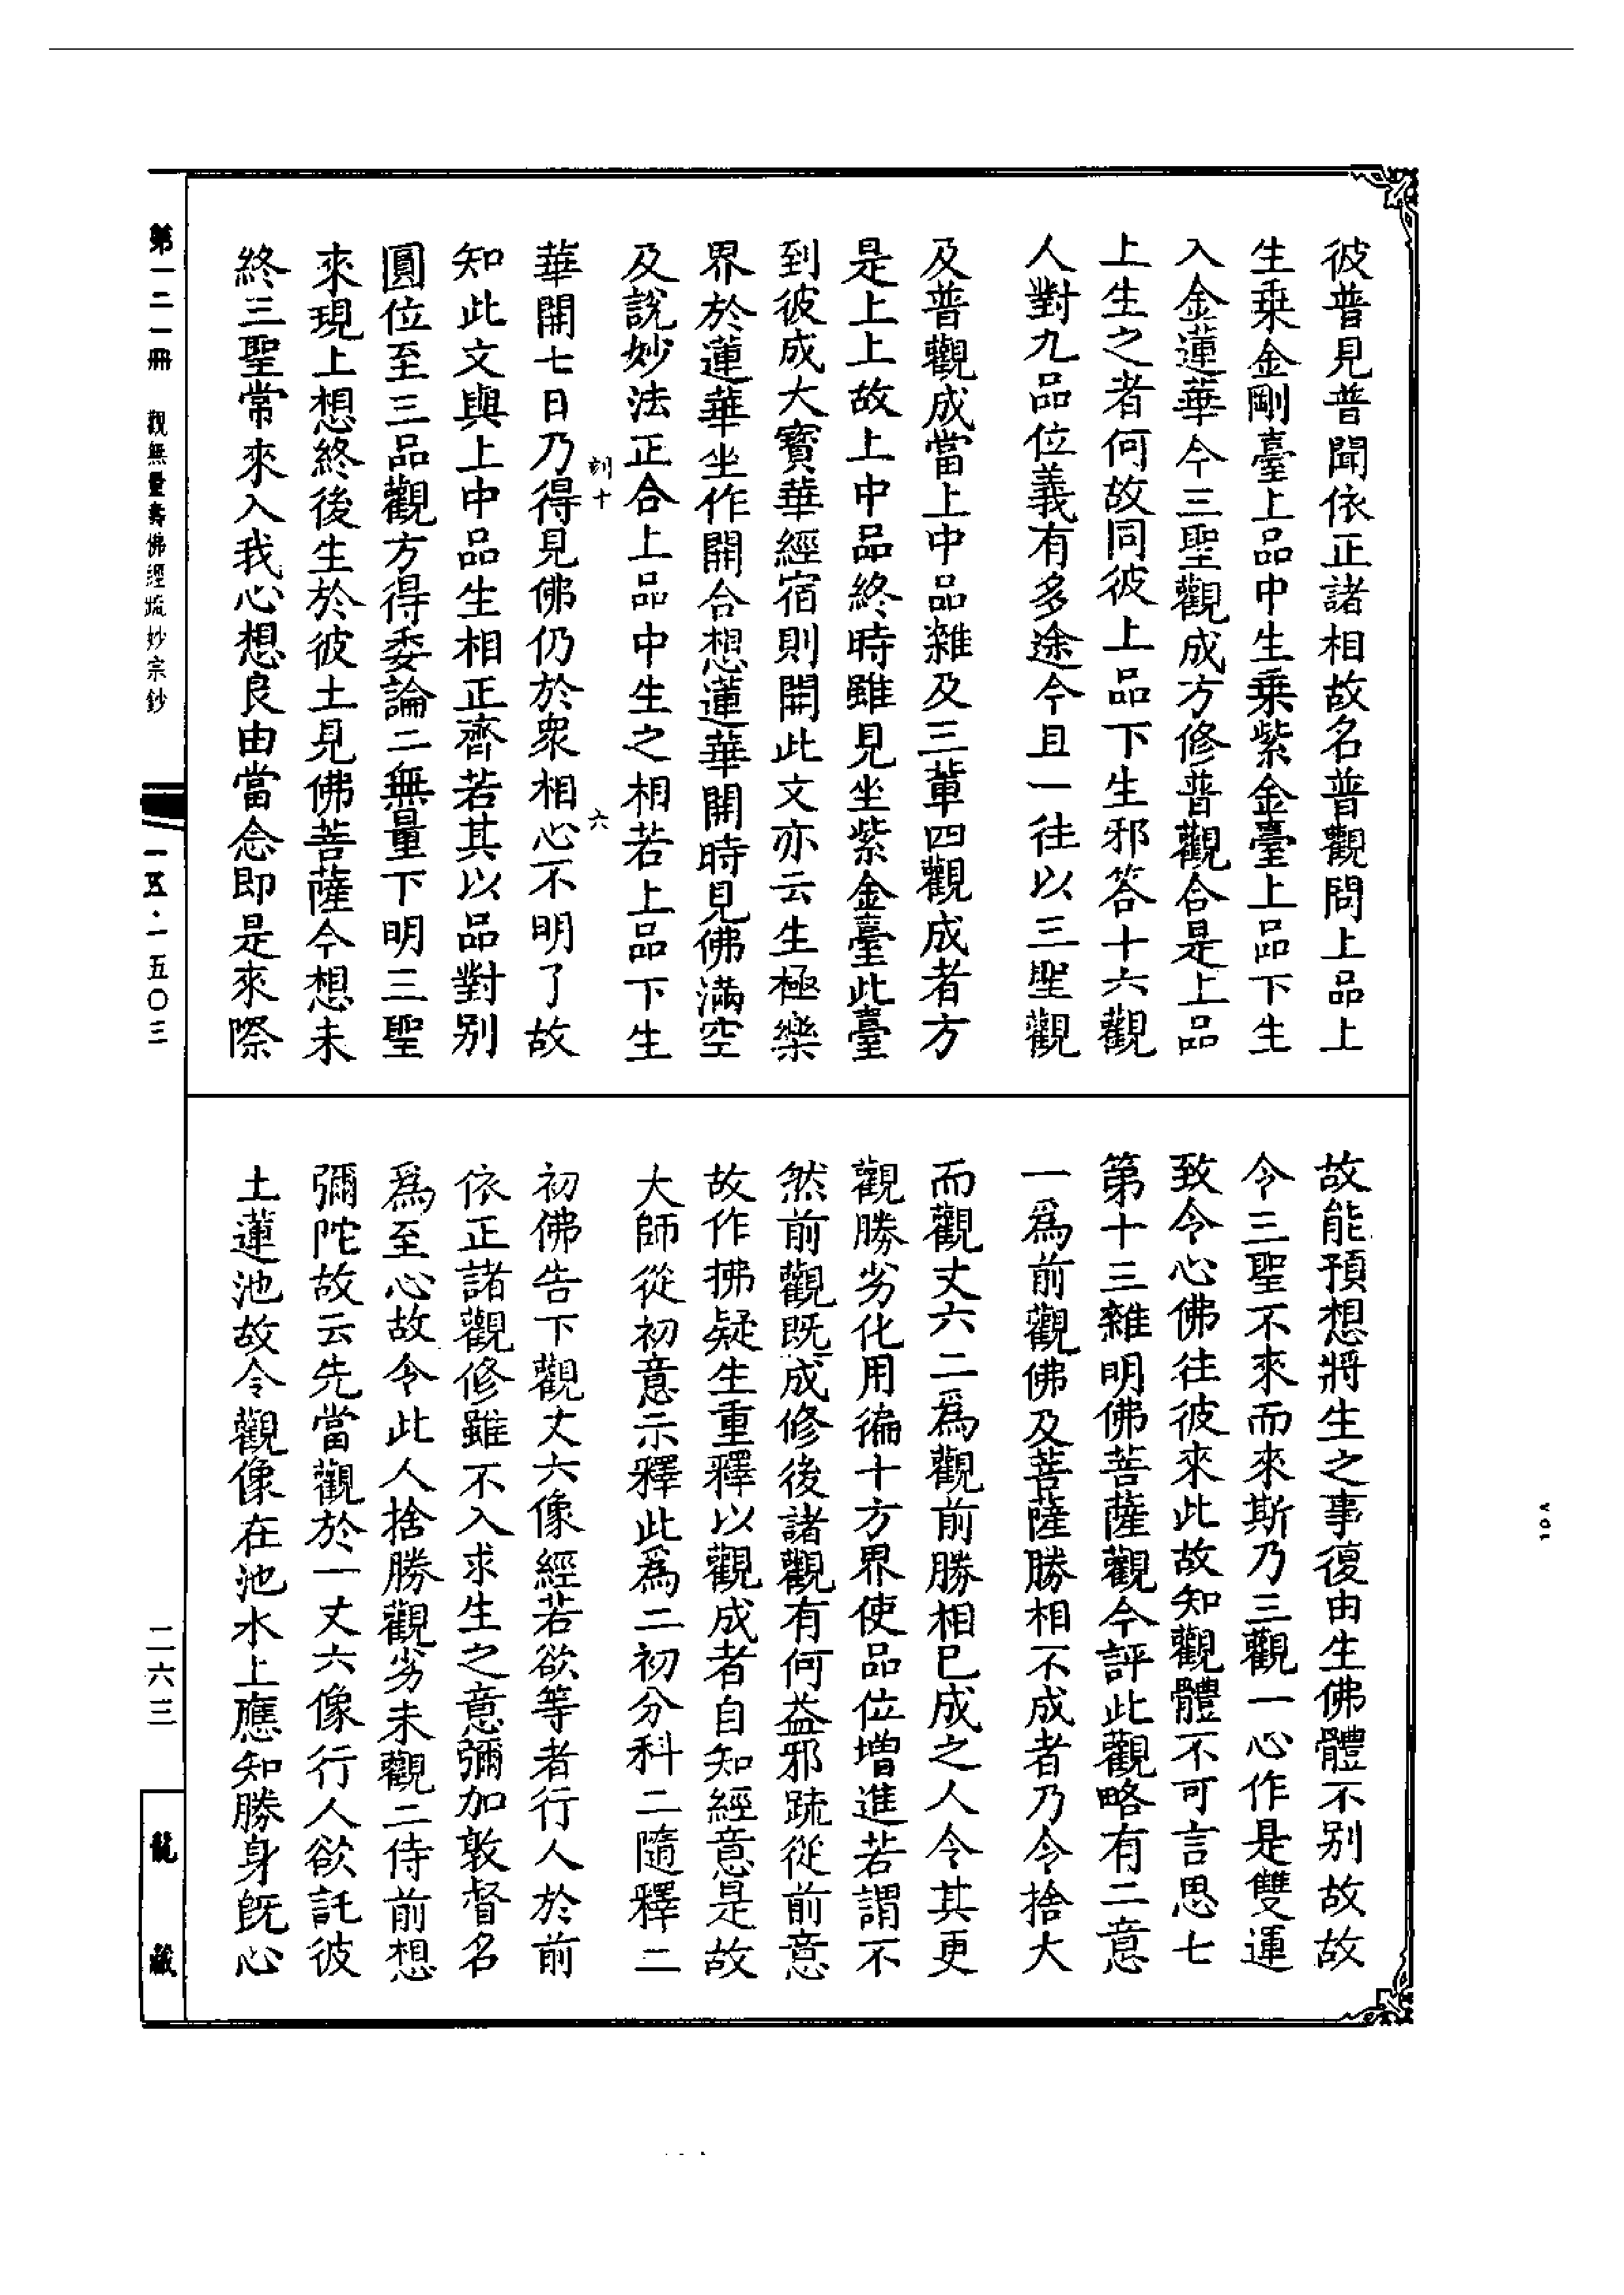 彼普見普聞依正諸相故名普觀問上品上
生乗金剛臺上品中生乗紫金臺上品下生
入金蓮華今三聖觀成方修普觀合是上品
上生之者何故同彼上品下生邪答十六觀
人對九品位義有多途今且一往以三聖觀
及普觀成當上中品雜及三軰四觀成者方
是上上故上中品終時雖見坐紫金臺此臺
到彼成大寳華經宿則開此文亦云生極樂
界於蓮華坐作開合想蓮華開時見佛滿空
及說妙法正合上品中生之相若上品下生
刻十 六
華開七日乃得見佛仍於衆相心不明了故
知此文與上中品生相正齊若其以品對别
圓位至三品觀方得委論二無量下明三聖
來現上想終後生於彼土見佛菩薩今想未
終三聖常來入我心想良由當念即是來際
故能預想將生之事復由生佛體不别故故
令三聖不來而來斯乃三觀一心作是雙運
致令心佛往彼來此故知觀體不可言思七
第十三雜明佛菩薩觀今評此觀略有二意
一爲前觀佛及菩薩勝相不成者乃令捨大
而觀丈六二爲觀前勝相已成之人令其更
觀勝劣化用徧十方界使品位增進若謂不
然前觀既成修後諸觀有何益邪䟽從前意
故作拂疑生重釋以觀成者自知經意是故
大師從初意示釋此爲二初分科二隨釋二
初佛告下觀丈六像經若欲等者行人於前
依正諸觀修雖不入求生之意彌加敦督名
爲至心故令此人捨勝觀劣未觀二侍前想
彌陀故云先當觀於一丈六像行人欲託彼
土蓮池故令觀像在池水上應知勝身既心
第一二一冊 觀無量壽佛經疏妙宗鈔
一五·一五〇三
二六三
龍藏